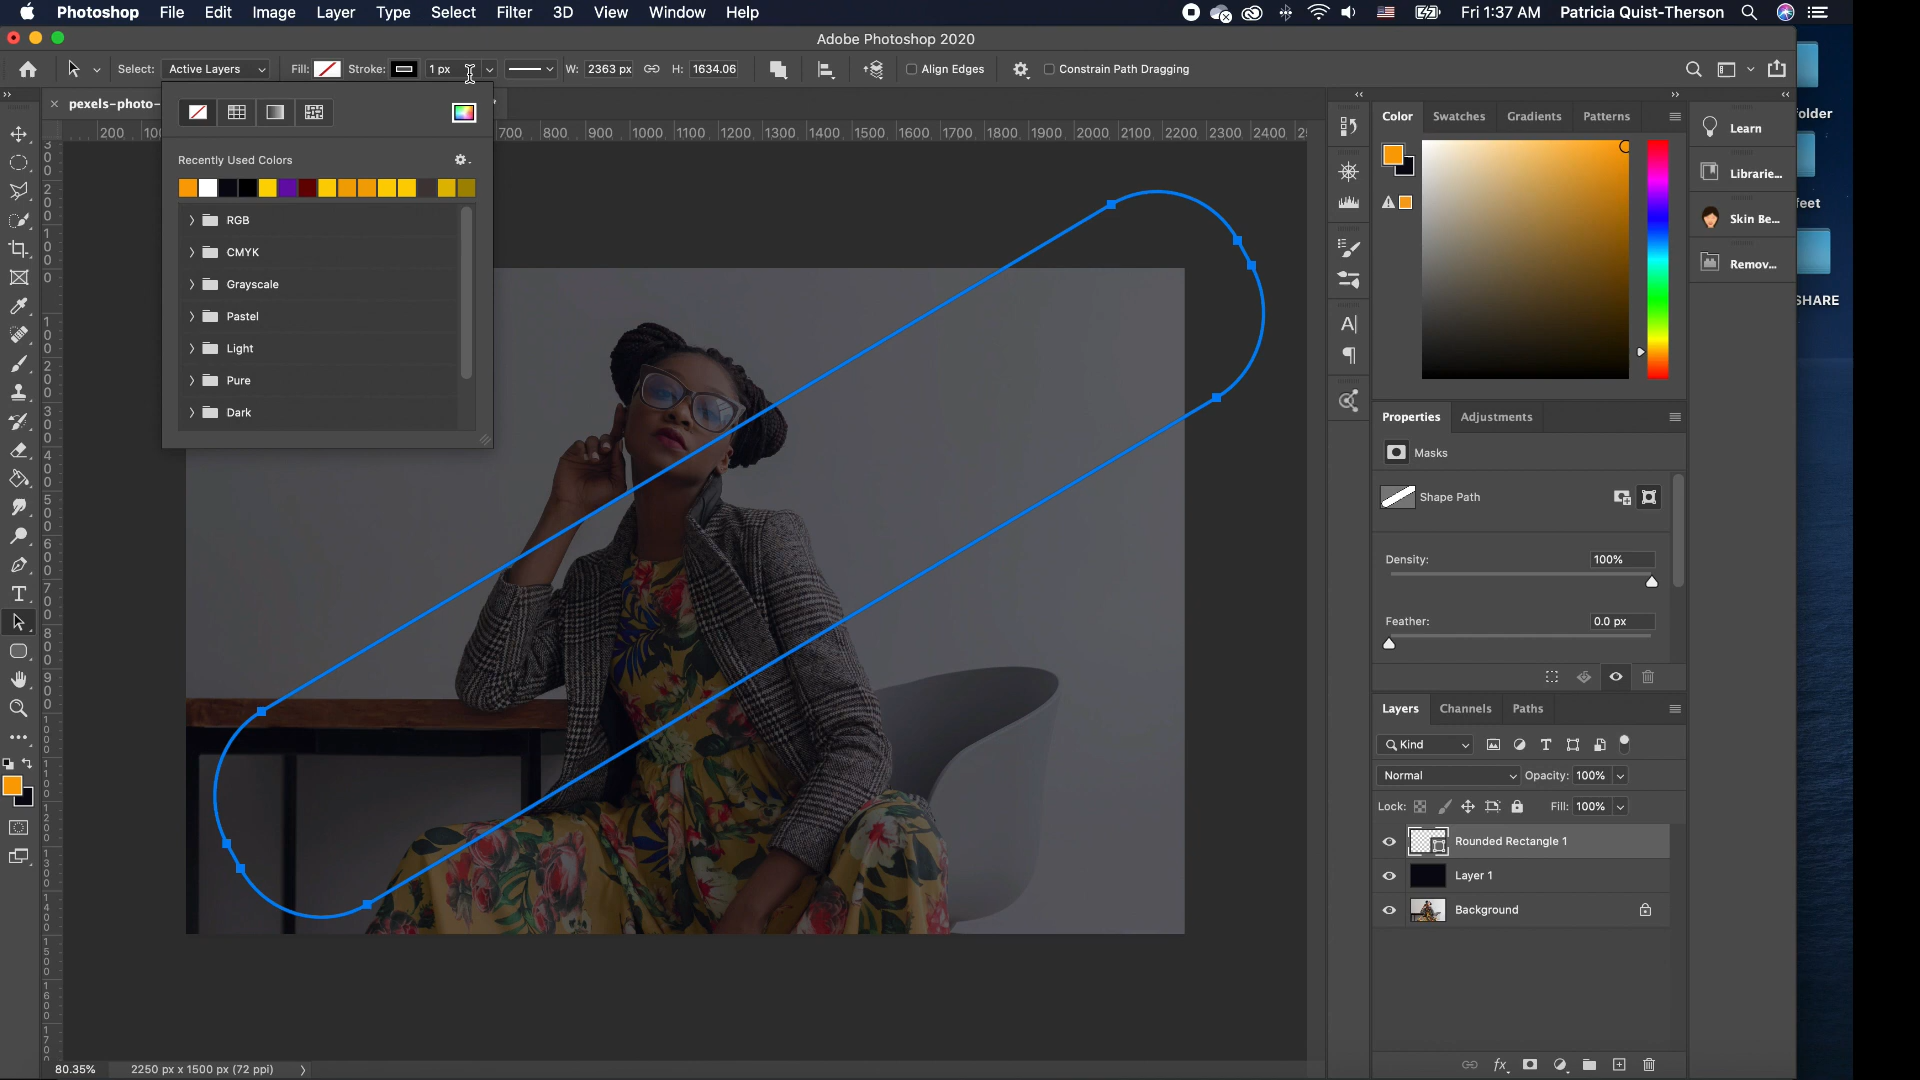 Photoshop File Edit Image Layer Type Select Filter 3D View Window Help Fri 1:37 AM Patricia Quist-Therson
Adobe Photoshop 2020
Select: Active Layers Fill: Stroke: 1 px W: 2363 px H: 1634.06 Align Edges Constrain Path Dragging
× pexels-photo-
200 700 800 900 1000 1100 1200 1300 1400 1500 1600 1700 1800 1900 2000 2100 2200 2300 2400
Recently Used Colors
RGB
CMYK
Grayscale
Pastel
Light
Pure
Dark
Color Swatches Gradients Patterns
Learn
Librarie...
Skin Be...
Remov...
older
feet
SHARE
Properties Adjustments
Masks
Shape Path
Density: 100%
Feather: 0.0 px
Layers Channels Paths
Kind
Normal Opacity: 100%
Lock: Fill: 100%
Rounded Rectangle 1
Layer 1
Background
fx
80.35% 2250 px x 1500 px (72 ppi)